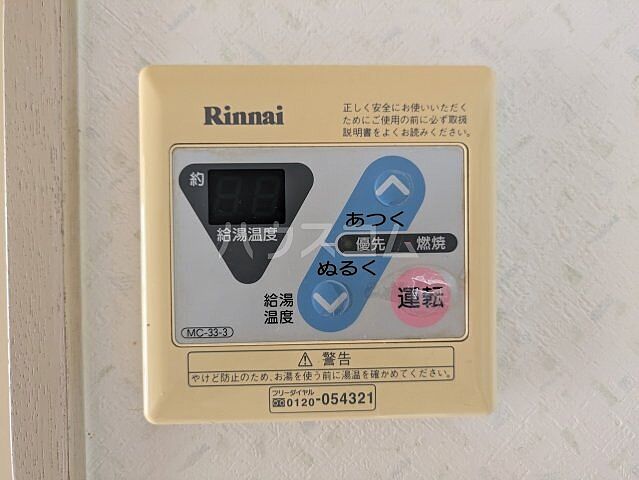 Rinnai
正しく安全にお使いいただく
ためにご使用の前に必ず取扱
説明書をよくお読みください。
約
給湯温度
あつく
優先 燃焼
ぬるく
給湯
温度
運転
MC-33-3
⚠ 警告
やけど防止のため、お湯を使う前に湯温を確かめてください。
フリーダイヤル
0120-054321
ハウスコム